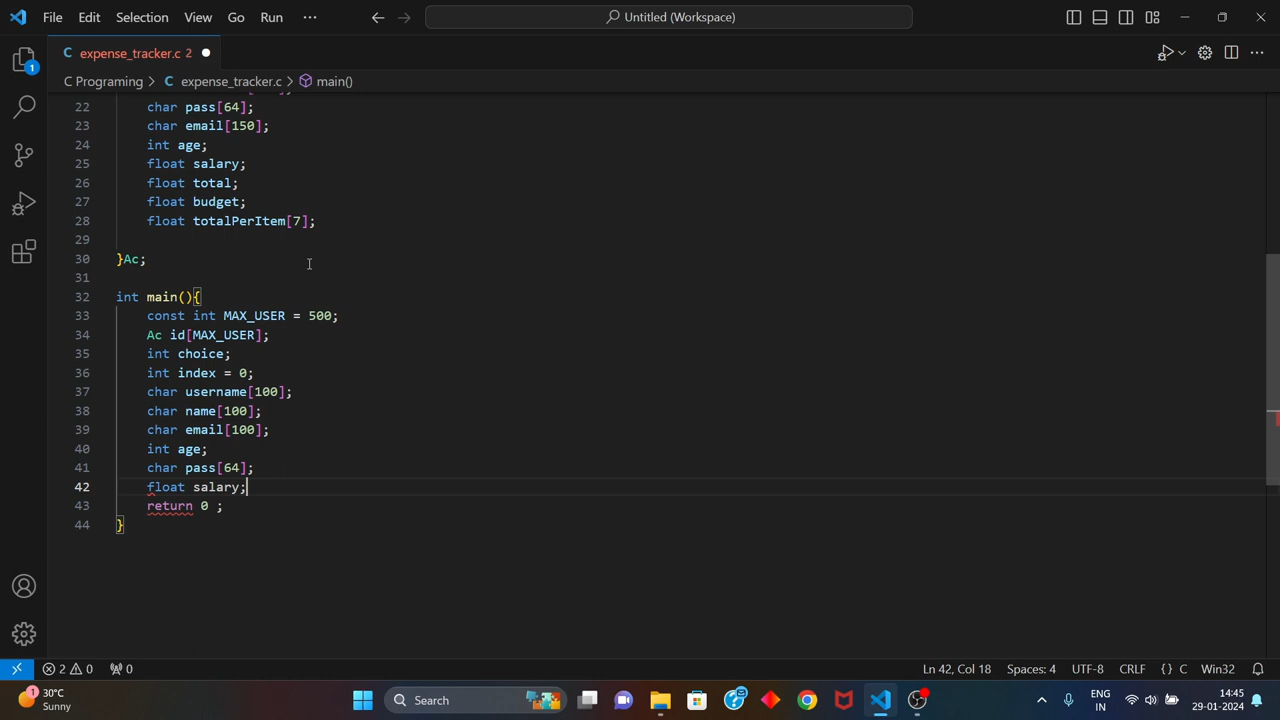 File Edit Selection View Go Run ··· Untitled (Workspace)
C expense_tracker.c 2
C Programing > C expense_tracker.c > main()
22 char pass[64];
23 char email[150];
24 int age;
25 float salary;
26 float total;
27 float budget;
28 float totalPerItem[7];
29
30 }Ac;
31
32 int main(){
33 const int MAX_USER = 500;
34 Ac id[MAX_USER];
35 int choice;
36 int index = 0;
37 char username[100];
38 char name[100];
39 char email[100];
40 int age;
41 char pass[64];
42 float salary;
43 return 0 ;
44 }
1
2 0 0 Ln 42, Col 18 Spaces: 4 UTF-8 CRLF {} C Win32
1 30°C Search ENG 14:45
Sunny IN 29-01-2024